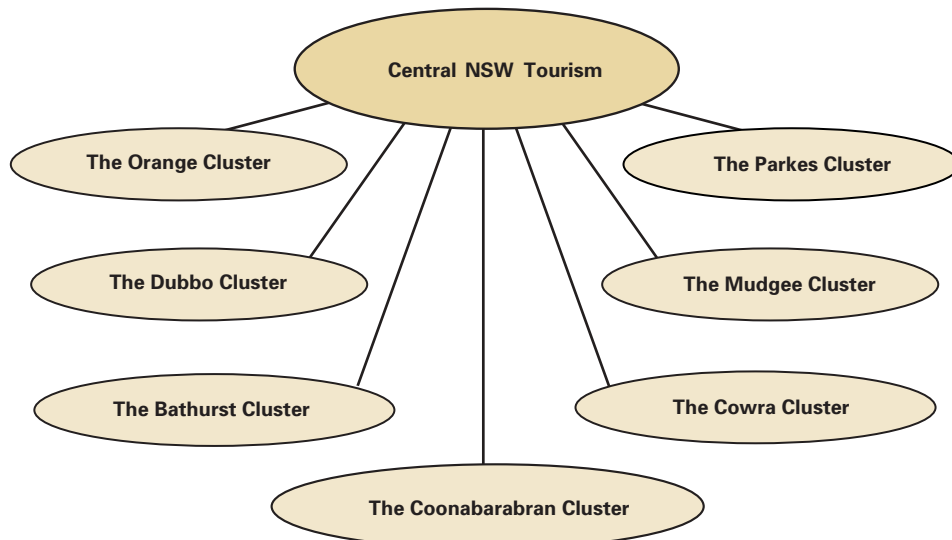 Central NSW Tourism
The Orange Cluster
The Parkes Cluster
The Dubbo Cluster
The Mudgee Cluster
The Bathurst Cluster
The Cowra Cluster
The Coonabarabran Cluster